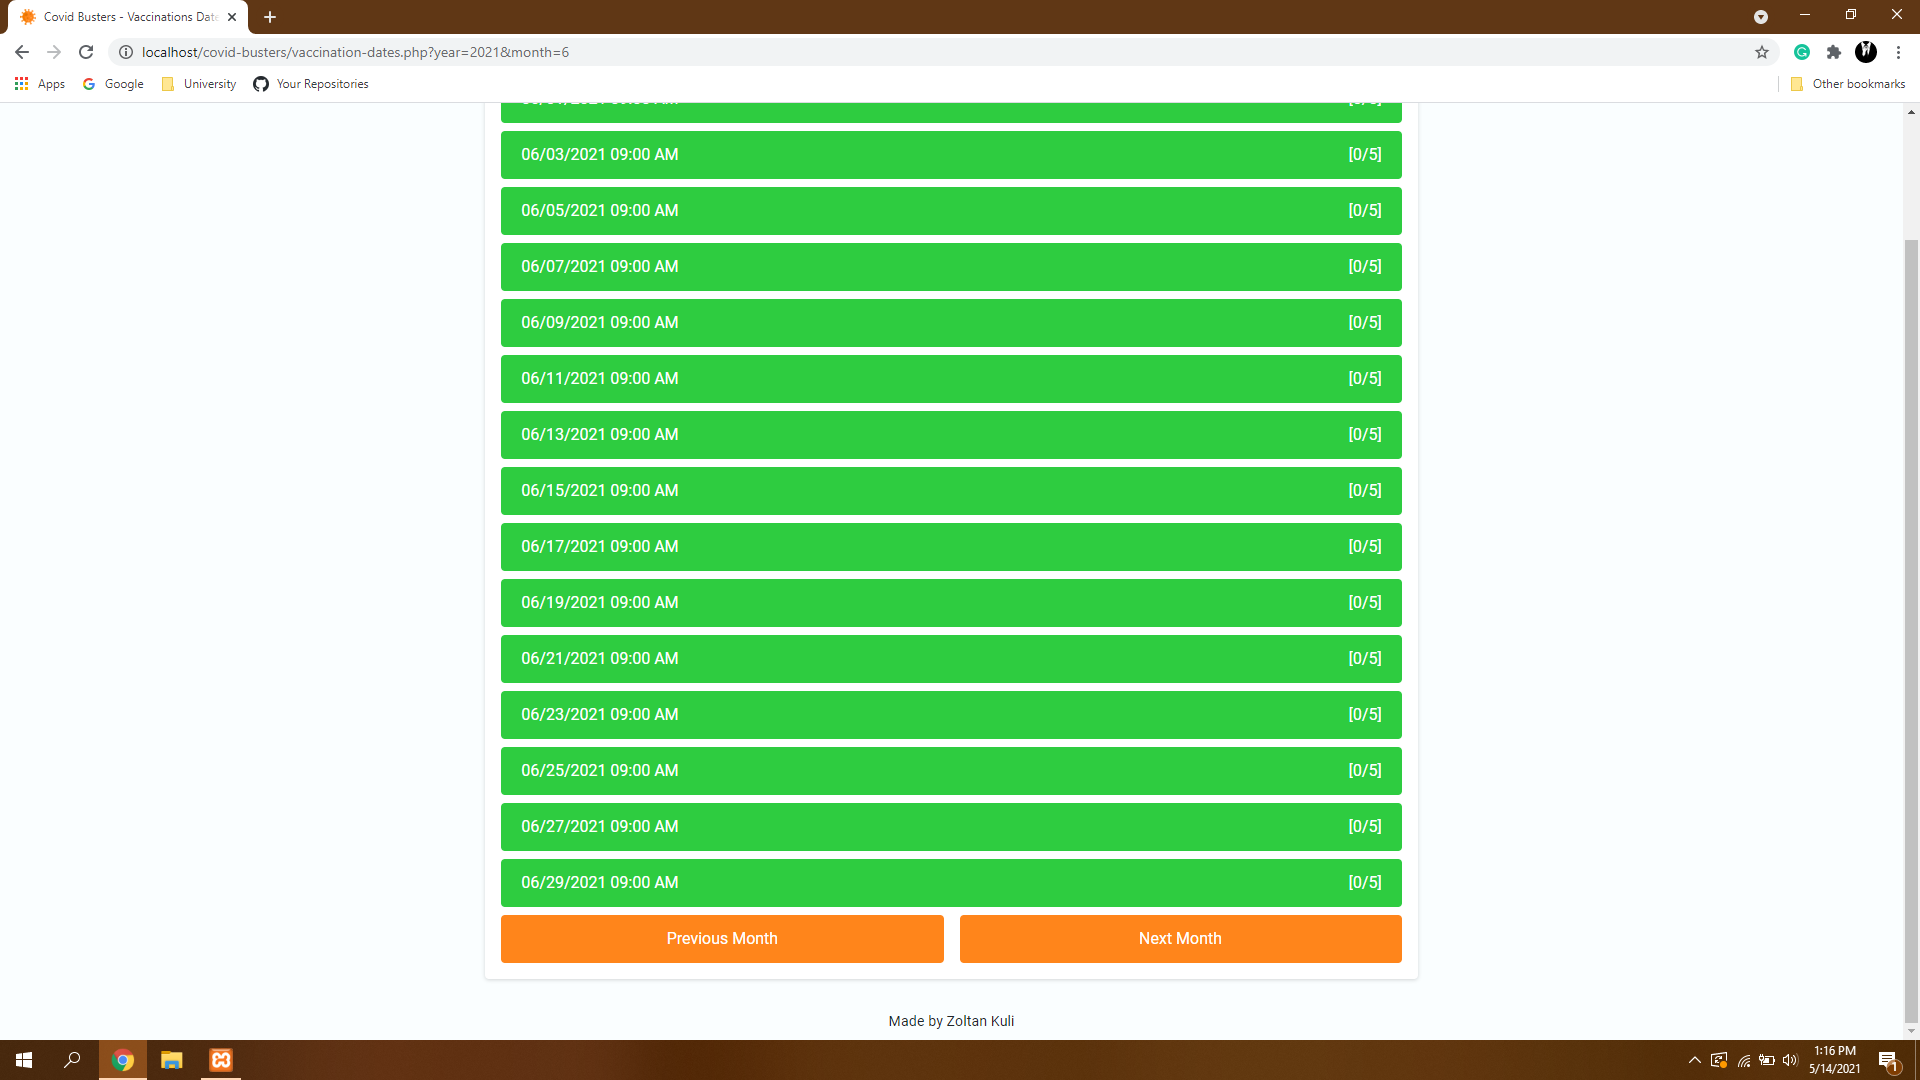 Covid Busters - Vaccinations Date
localhost/covid-busters/vaccination-dates.php?year=2021&month=6
Apps Google University Your Repositories Other bookmarks
06/03/2021 09:00 AM [0/5]
06/05/2021 09:00 AM [0/5]
06/07/2021 09:00 AM [0/5]
06/09/2021 09:00 AM [0/5]
06/11/2021 09:00 AM [0/5]
06/13/2021 09:00 AM [0/5]
06/15/2021 09:00 AM [0/5]
06/17/2021 09:00 AM [0/5]
06/19/2021 09:00 AM [0/5]
06/21/2021 09:00 AM [0/5]
06/23/2021 09:00 AM [0/5]
06/25/2021 09:00 AM [0/5]
06/27/2021 09:00 AM [0/5]
06/29/2021 09:00 AM [0/5]
Previous Month Next Month
Made by Zoltan Kuli
1:16 PM
5/14/2021
1